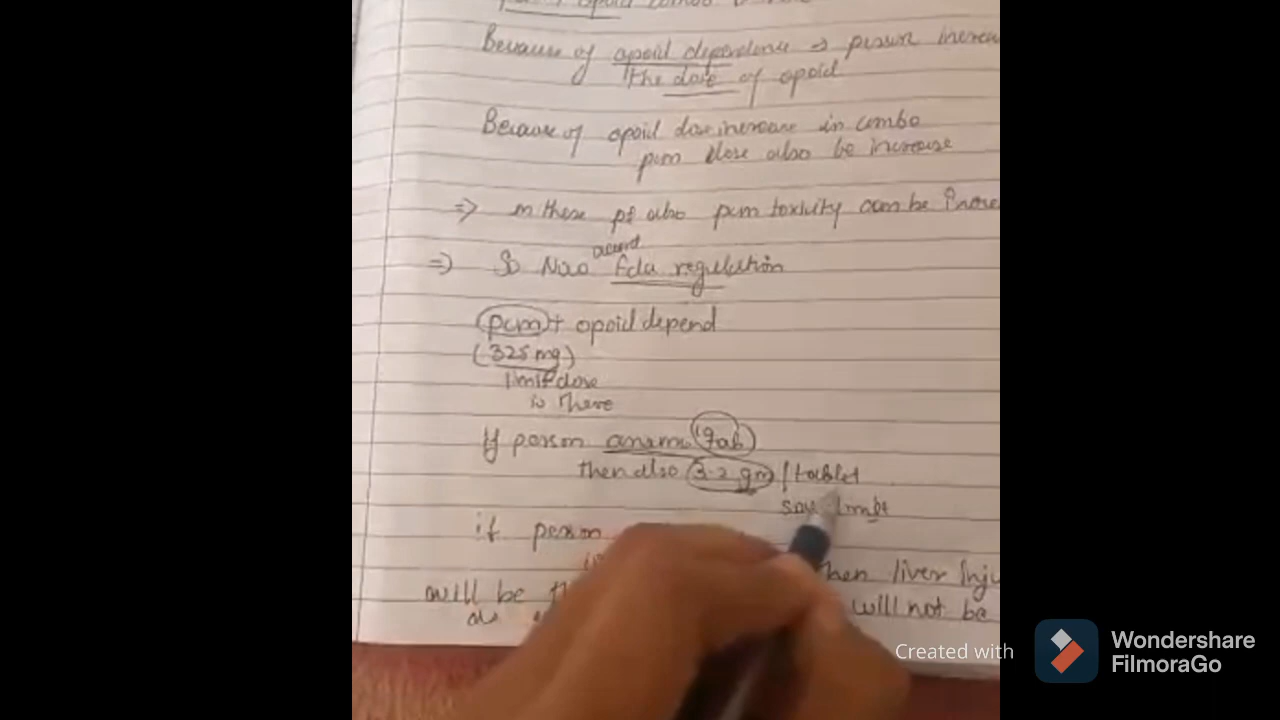 Because of opoid dependence → person increa
the dose of opoid
Because of opoid dose increase in combo
pcm dose also be increase
⇒ in these pt also pcm toxicity can be
⇒ So Now accord fda regulation
pcm + opoid depend
(325 mg)
limit dose
is there
If person
then also 3.2 gm / tablet
limit
if person
then liver inju
will be
will not be
Created with
Wondershare
FilmoraGo